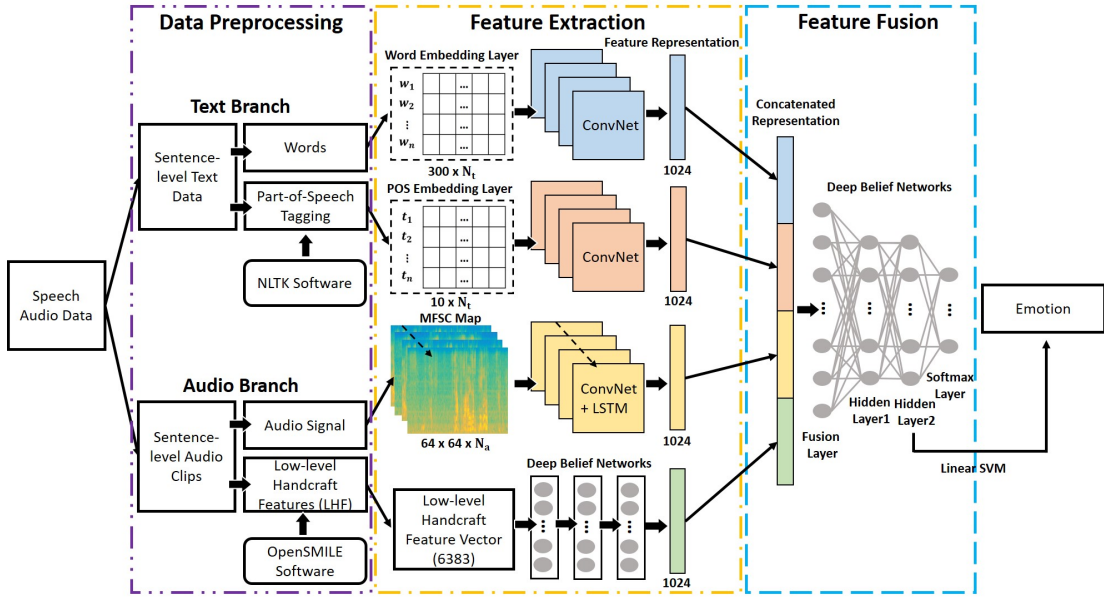 Data Preprocessing
Feature Extraction
Feature Fusion
Text Branch
Sentence-
level Text
Data
Words
Part-of-Speech
Tagging
NLTK Software
Speech
Audio Data
Audio Branch
Sentence-
level Audio
Clips
Audio Signal
Low-level
Handcraft
Features (LHF)
OpenSMILE
Software
Word Embedding Layer
w₁
...
w₂
⋮
...
wₙ
...
300 x Nₜ
ConvNet
Feature Representation
1024
POS Embedding Layer
t₁
...
t₂
...
⋮
tₙ
...
10 x Nₜ
ConvNet
1024
MFSC Map
64 x 64 x Nₐ
ConvNet
+ LSTM
1024
Low-level
Handcraft
Feature Vector
(6383)
Deep Belief Networks
...
...
...
1024
Concatenated
Representation
Deep Belief Networks
...
...
...
...
Fusion
Layer
Hidden
Layer1
Hidden
Layer2
Softmax
Layer
Linear SVM
Emotion